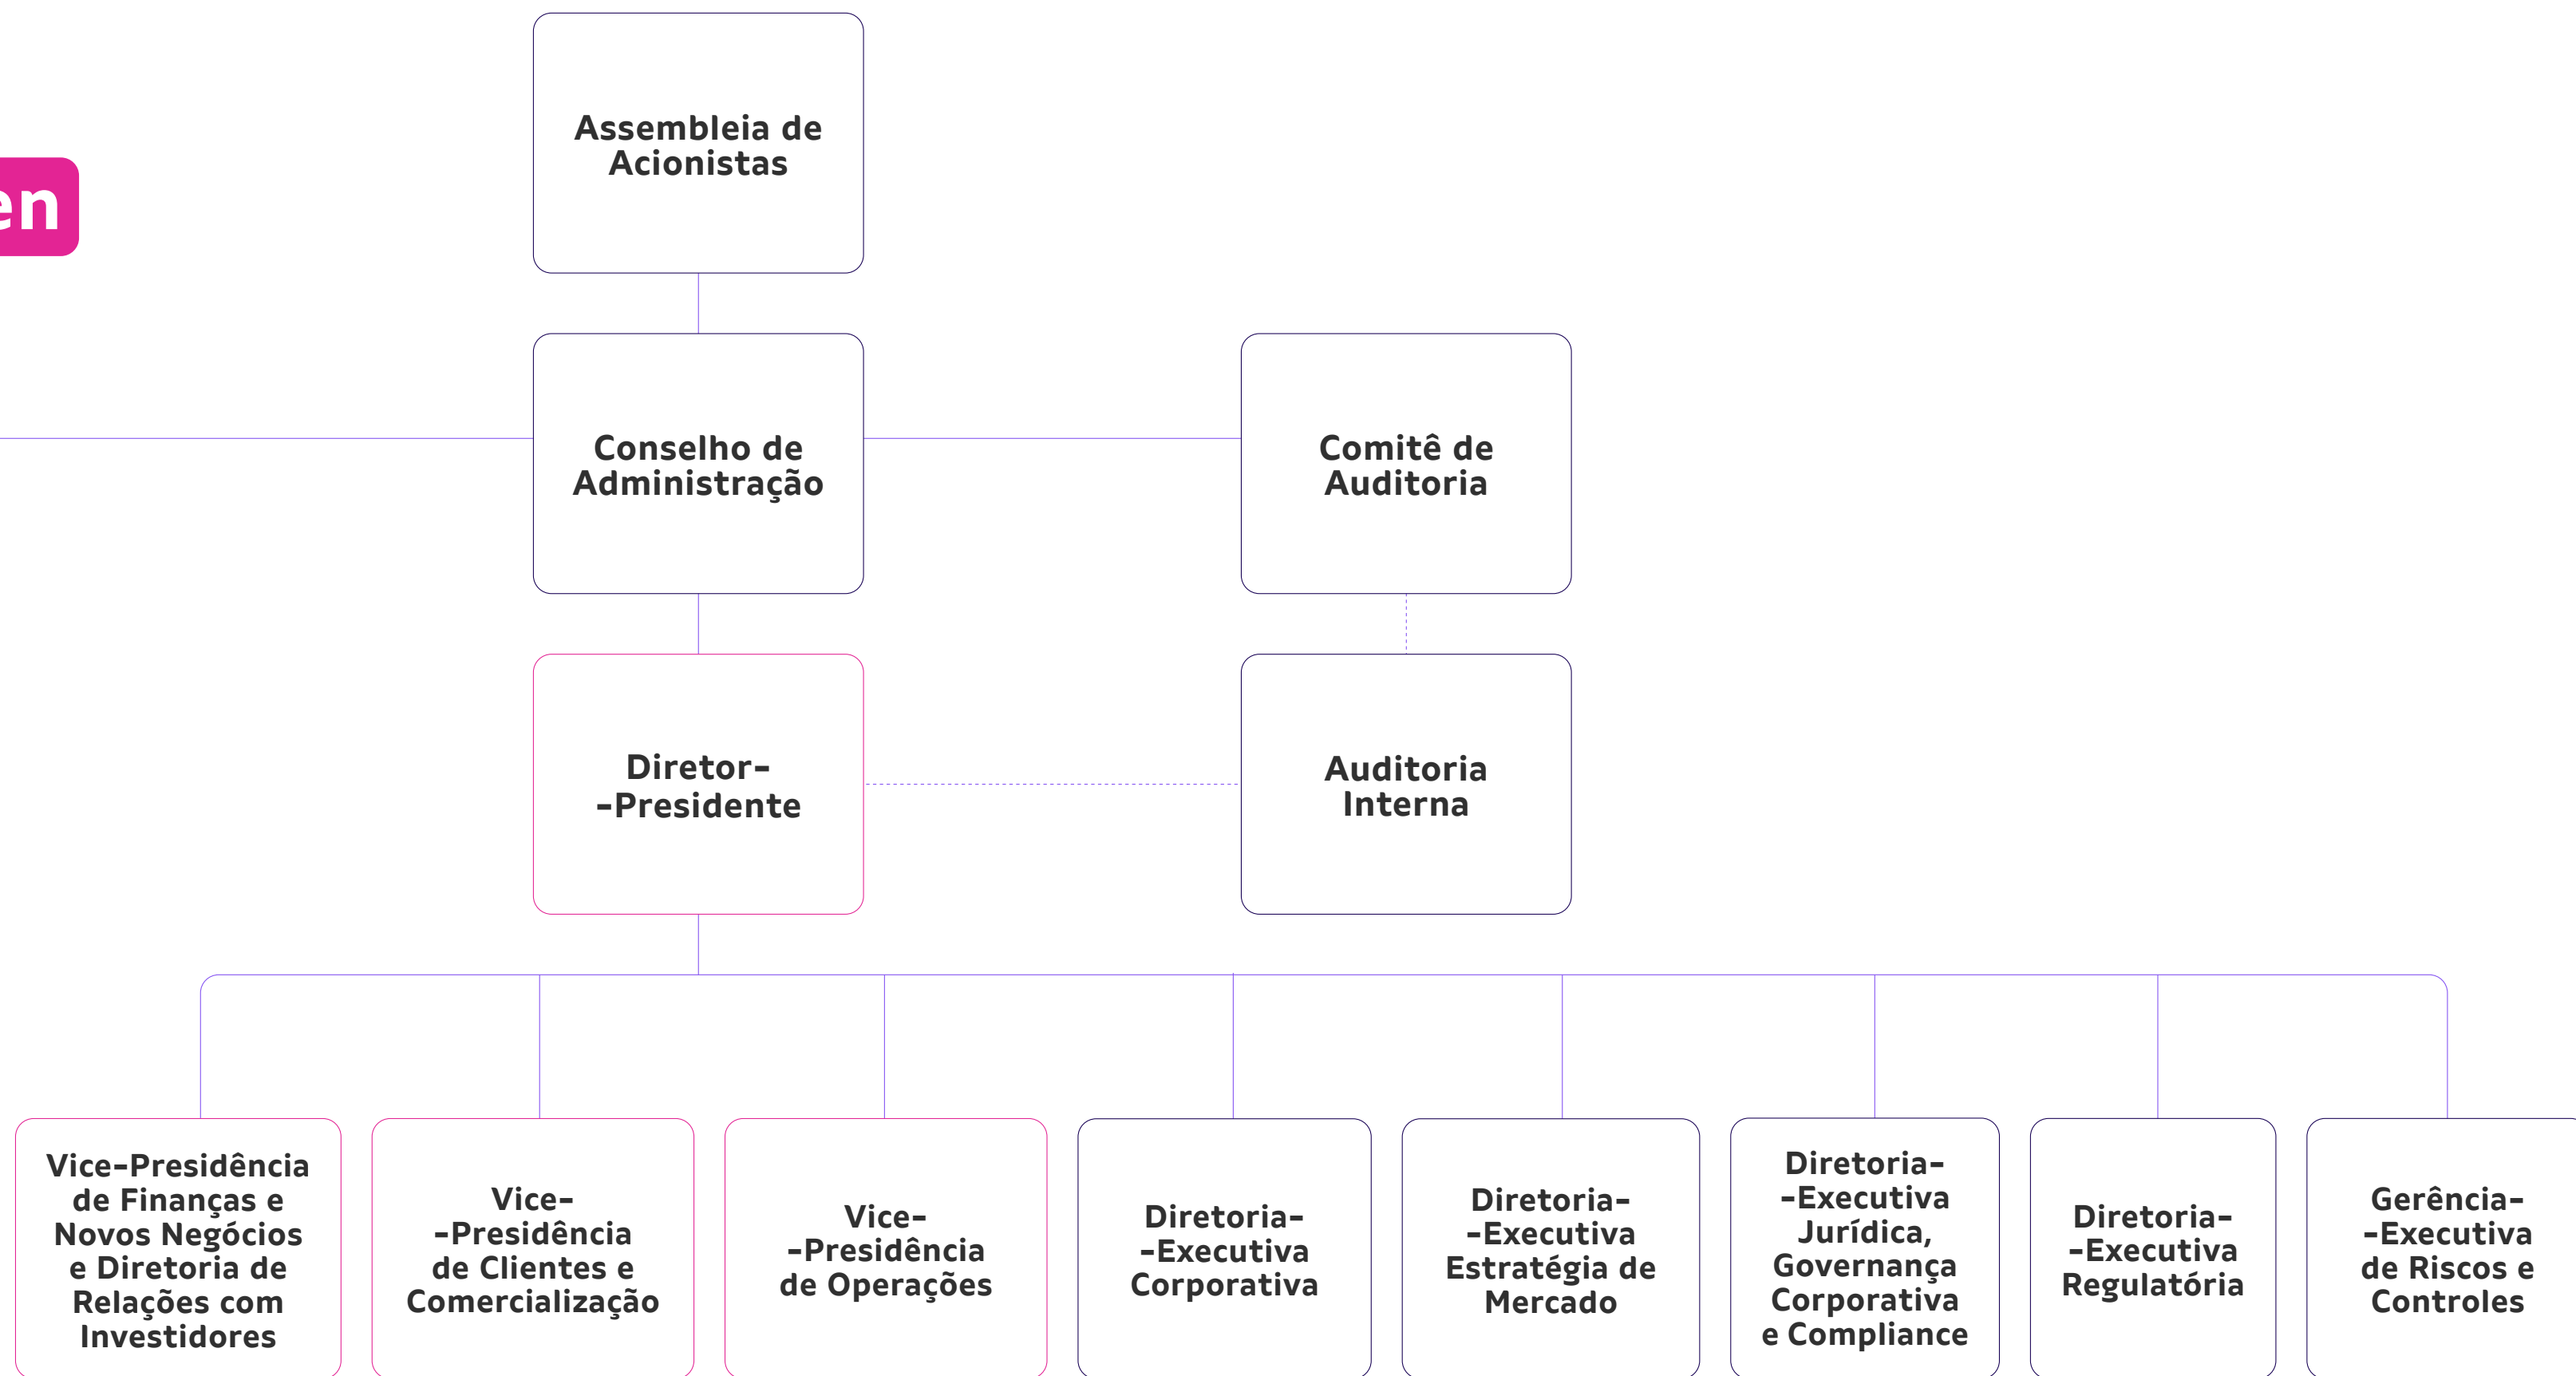 Assembleia de
Acionistas
en
Conselho de
Administração
Comitê de
Auditoria
Diretor-
-Presidente
Auditoria
Interna
Vice-Presidência
de Finanças e
Novos Negócios
e Diretoria de
Relações com
Investidores
Vice-
-Presidência
de Clientes e
Comercialização
Vice-
-Presidência
de Operações
Diretoria-
-Executiva
Corporativa
Diretoria-
-Executiva
Estratégia de
Mercado
Diretoria-
-Executiva
Jurídica,
Governança
Corporativa
e Compliance
Diretoria-
-Executiva
Regulatória
Gerência-
-Executiva
de Riscos e
Controles